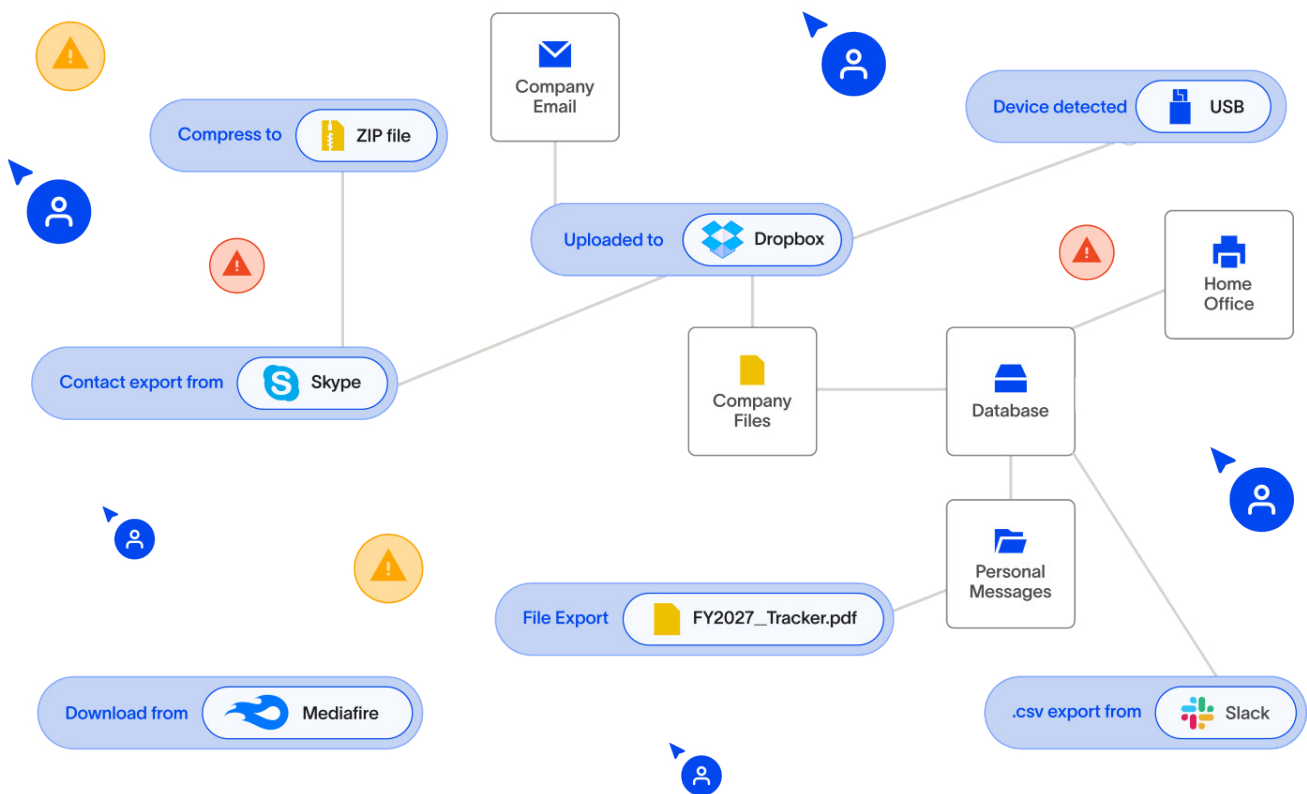 Company
Email
Device detected
USB
Compress to
ZIP file
Uploaded to
Dropbox
Home
Office
Contact export from
Skype
Company
Files
Database
Personal
Messages
File Export
FY2027_Tracker.pdf
Download from
Mediafire
.csv export from
Slack